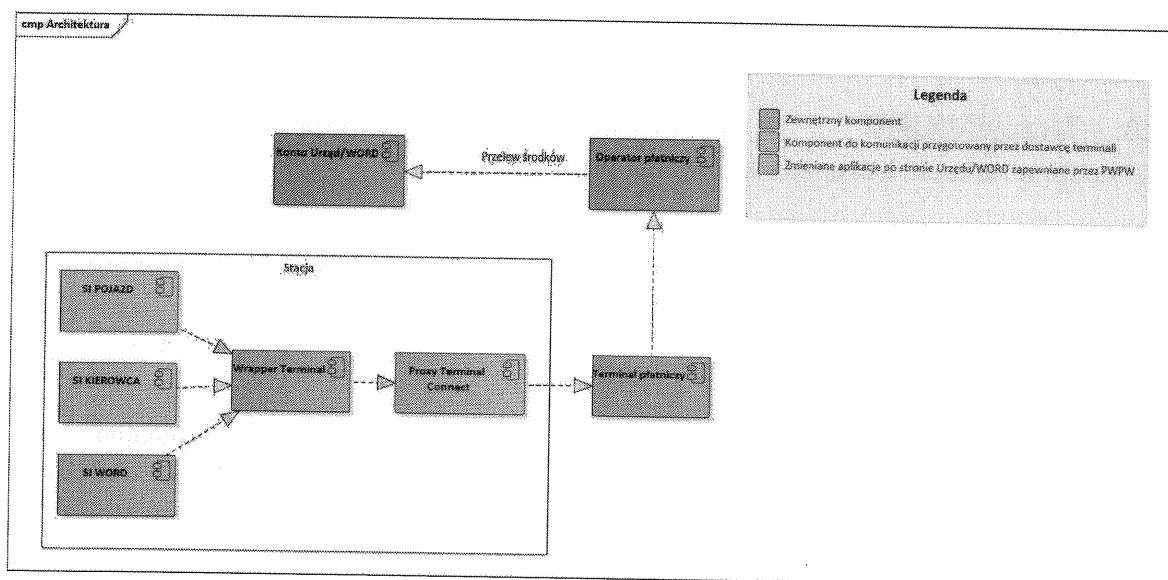 cmp Architektura
Legenda
Zewnętrzny komponent
Komponent do komunikacji przygotowany przez dostawcę terminali
Zmieniane aplikacje po stronie Urzędu/WORD zapewniane przez PWPW
Konto Urząd/WORD
Przelew środków
Operator płatniczy
Stacja
SI POJAZD
SI KIEROWCA
SI WORD
Wrapper Terminal
Proxy Terminal
Connect
Terminal płatniczy